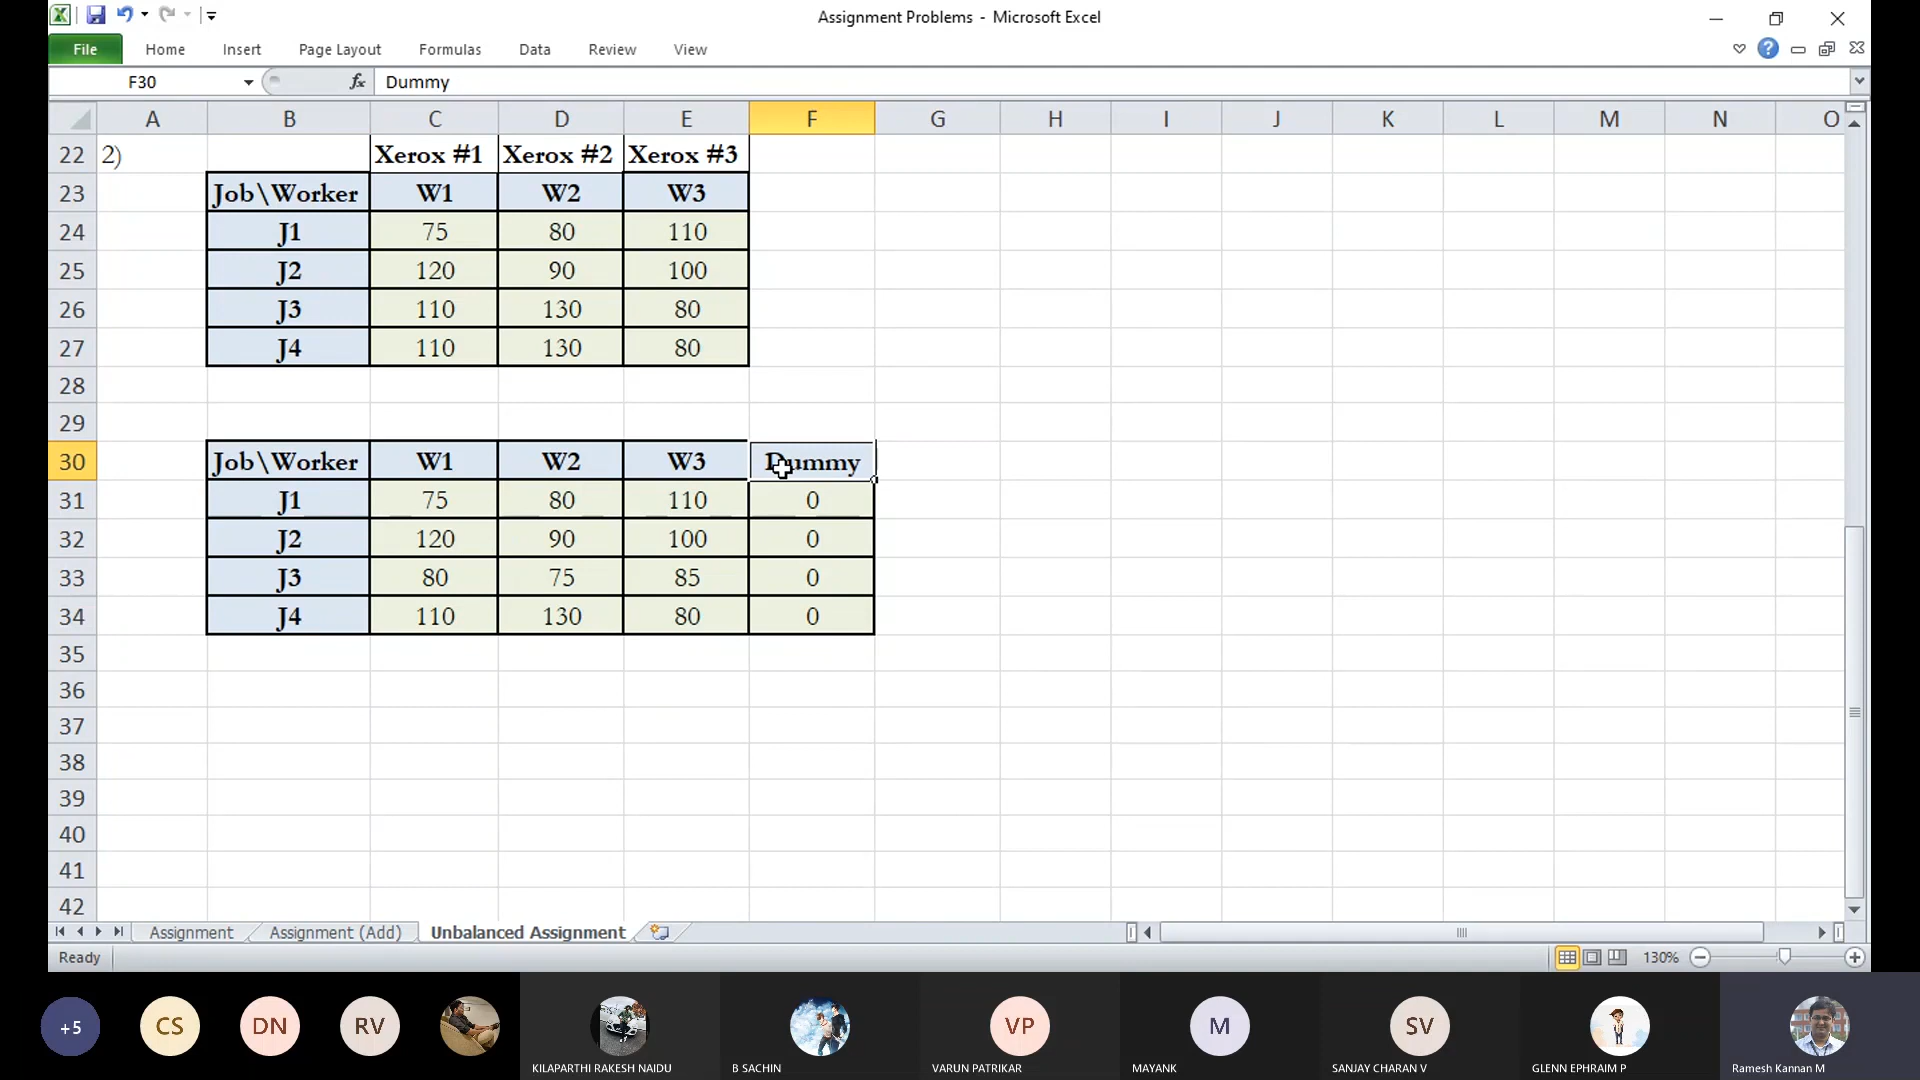 Assignment Problems - Microsoft Excel
File Home Insert Page Layout Formulas Data Review View
F30 fx Dummy
A B C D E F G H I J K L M N O
22 2) Xerox #1 Xerox #2 Xerox #3
23 Job\Worker W1 W2 W3
24 J1 75 80 110
25 J2 120 90 100
26 J3 110 130 80
27 J4 110 130 80
28
29
30 Job\Worker W1 W2 W3 Dummy
31 J1 75 80 110 0
32 J2 120 90 100 0
33 J3 80 75 85 0
34 J4 110 130 80 0
35
36
37
38
39
40
41
42
Assignment Assignment (Add) Unbalanced Assignment
Ready 130%
+5 CS DN RV VP M SV
KILAPARTHI RAKESH NAIDU B SACHIN VARUN PATRIKAR MAYANK SANJAY CHARAN V GLENN EPHRAIM P Ramesh Kannan M